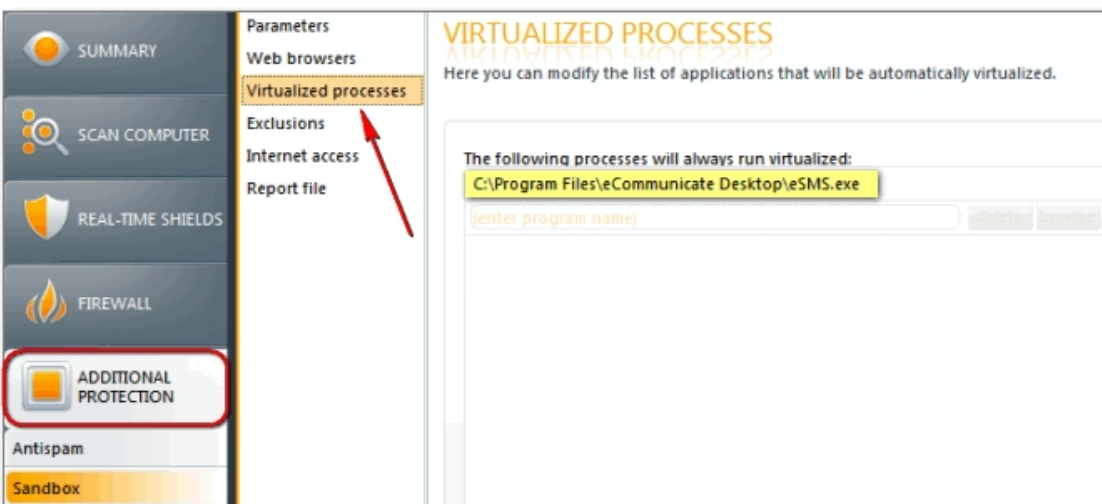 SUMMARY
SCAN COMPUTER
REAL-TIME SHIELDS
FIREWALL
ADDITIONAL
PROTECTION
Antispam
Sandbox
Parameters
Web browsers
Virtualized processes
Exclusions
Internet access
Report file
VIRTUALIZED PROCESSES
Here you can modify the list of applications that will be automatically virtualized.
The following processes will always run virtualized:
C:\Program Files\eCommunicate Desktop\eSMS.exe
(enter program name) delete browse